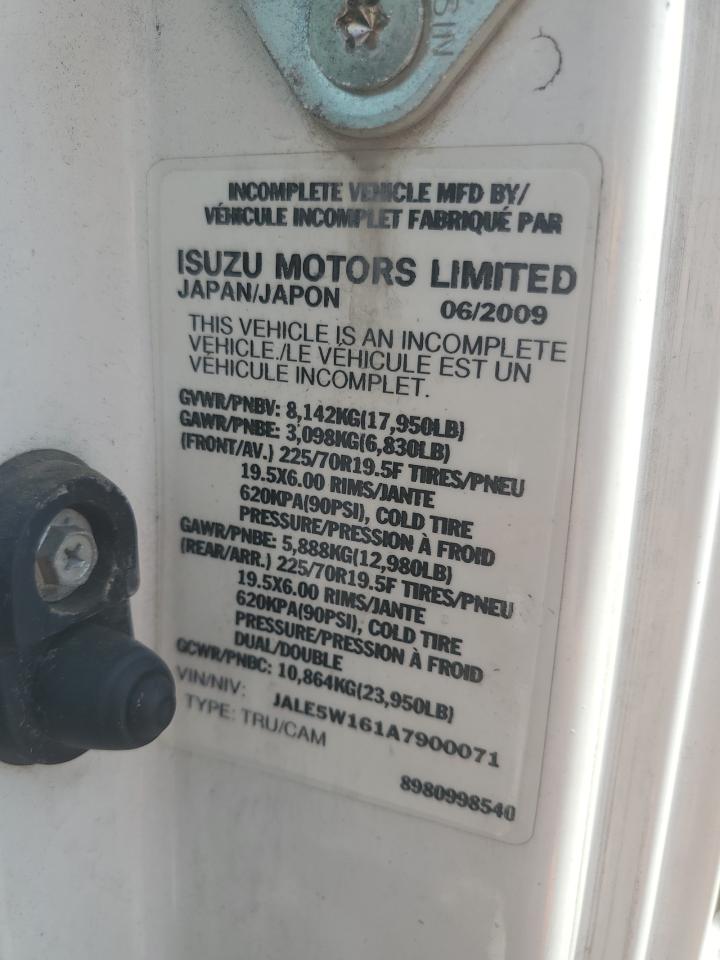 6IN
INCOMPLETE VEHICLE MFD BY/
VÉHICULE INCOMPLET FABRIQUÉ PAR
ISUZU MOTORS LIMITED
JAPAN/JAPON 06/2009
THIS VEHICLE IS AN INCOMPLETE
VEHICLE./LE VÉHICULE EST UN
VÉHICULE INCOMPLET.
GVWR/PNBV: 8,142KG(17,950LB)
GAWR/PNBE: 3,098KG(6,830LB)
(FRONT/AV.) 225/70R19.5F TIRES/PNEU
19.5X6.00 RIMS/JANTE
620KPA(90PSI), COLD TIRE
PRESSURE/PRESSION À FROID
GAWR/PNBE: 5,888KG(12,980LB)
(REAR/ARR.) 225/70R19.5F TIRES/PNEU
19.5X6.00 RIMS/JANTE
620KPA(90PSI), COLD TIRE
PRESSURE/PRESSION À FROID
DUAL/DOUBLE
GCWR/PNBC: 10,864KG(23,950LB)
VIN/NIV: JALE5W161A7900071
TYPE: TRU/CAM
8980998540